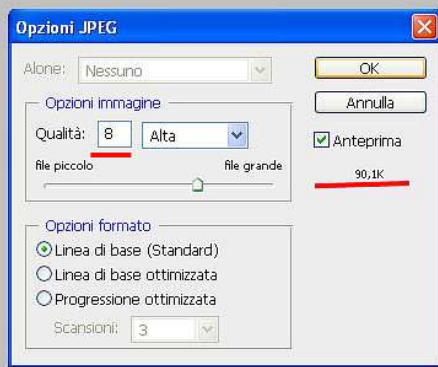 Opzioni JPEG
Alone: Nessuno
OK
Opzioni immagine
Annulla
Qualità: 8 Alta
Anteprima
file piccolo file grande
90,1K
Opzioni formato
Linea di base (Standard)
Linea di base ottimizzata
Progressione ottimizzata
Scansioni: 3